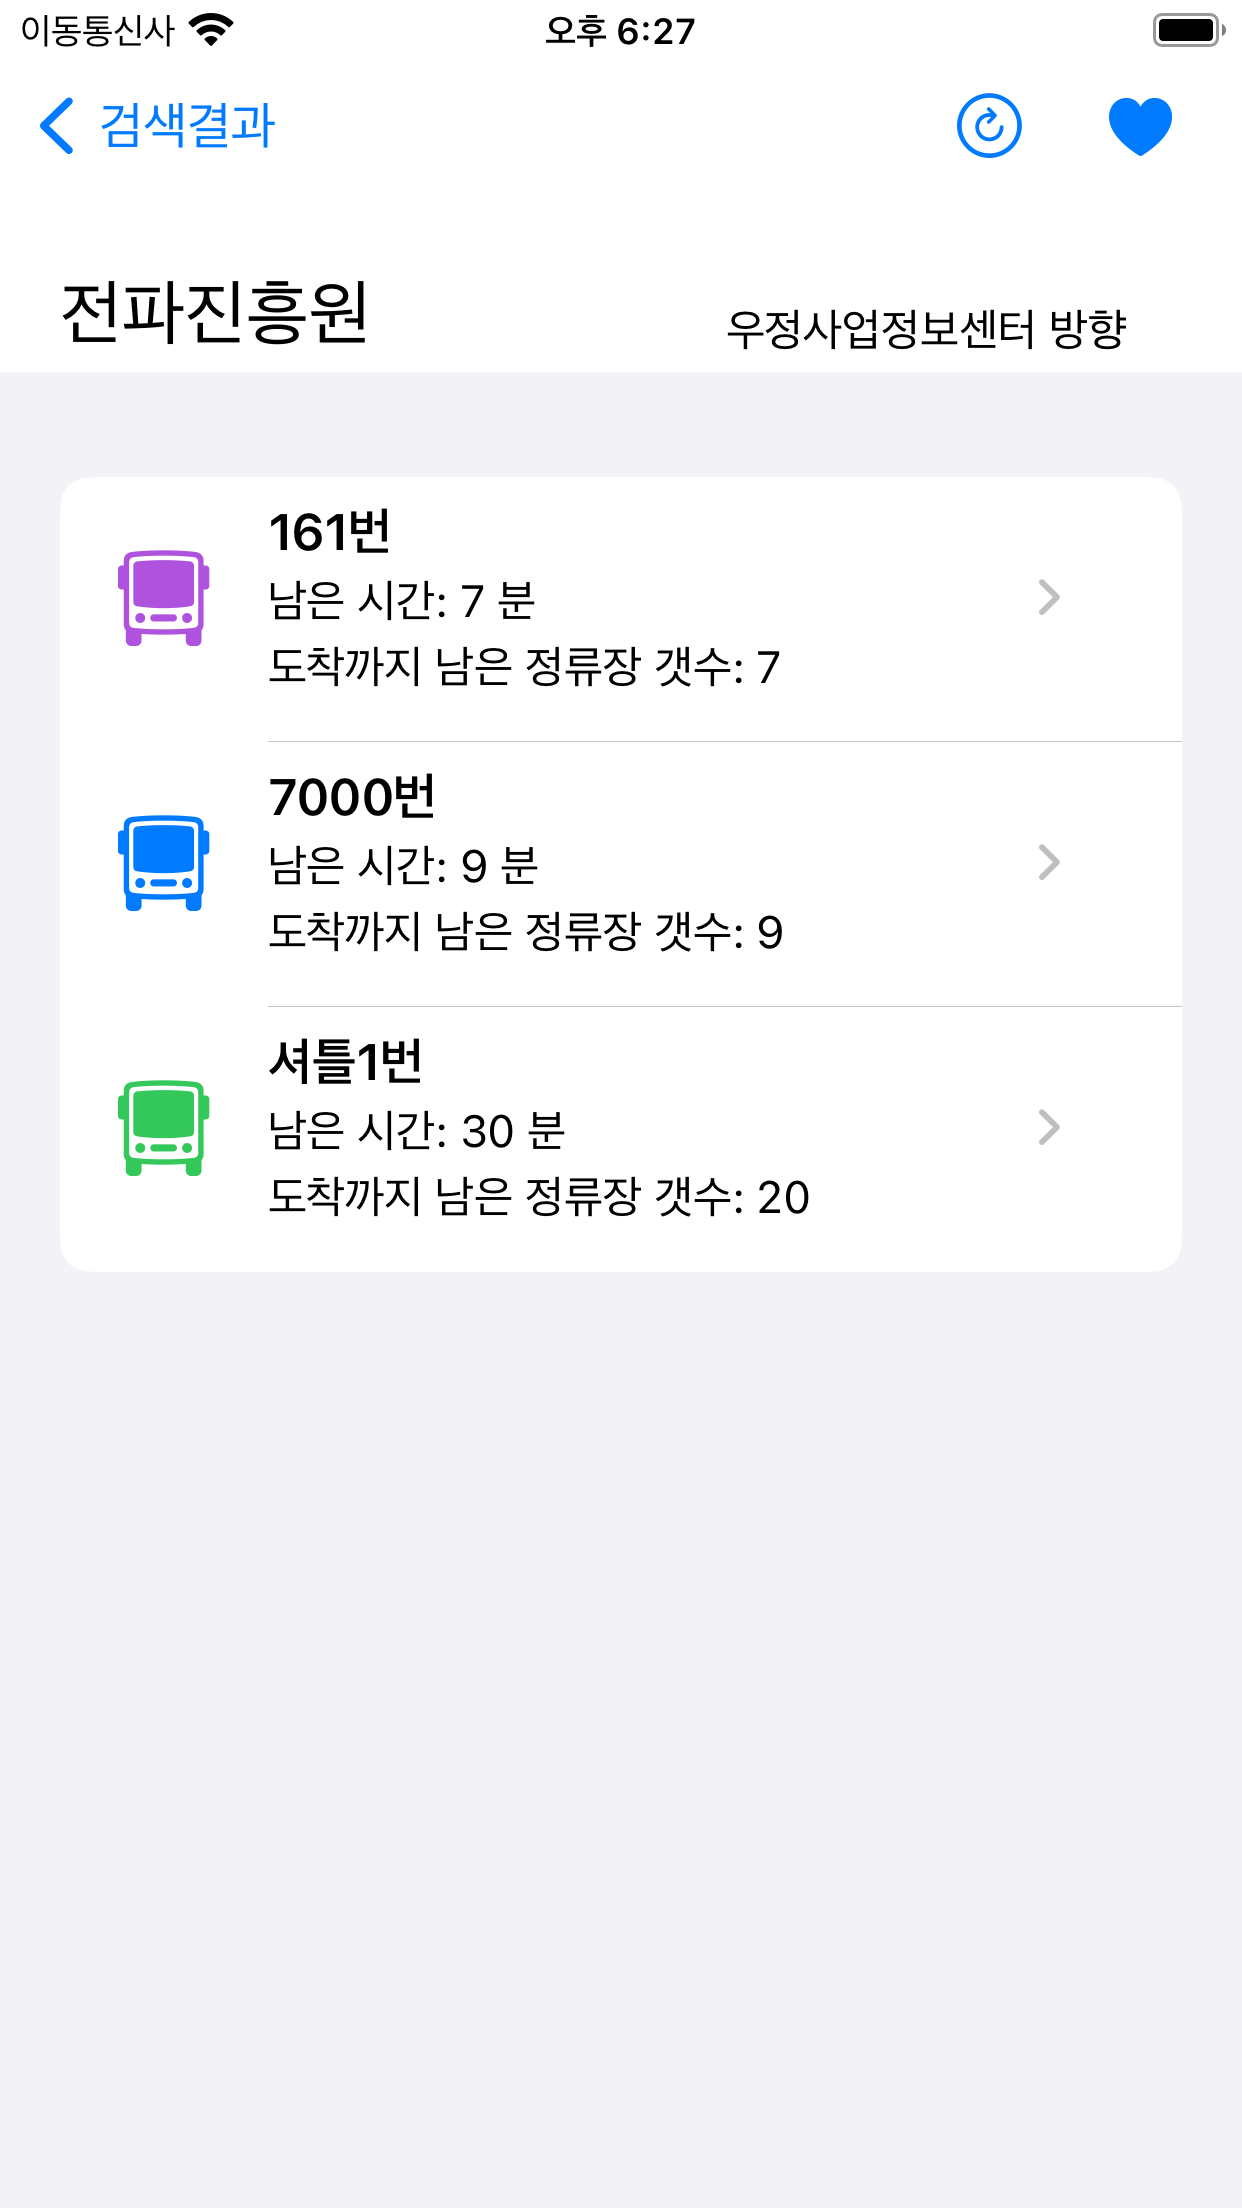 이동통신사 오후 6:27
검색결과
전파진흥원 우정사업정보센터 방향
161번
남은 시간: 7 분
도착까지 남은 정류장 갯수: 7
7000번
남은 시간: 9 분
도착까지 남은 정류장 갯수: 9
셔틀1번
남은 시간: 30 분
도착까지 남은 정류장 갯수: 20